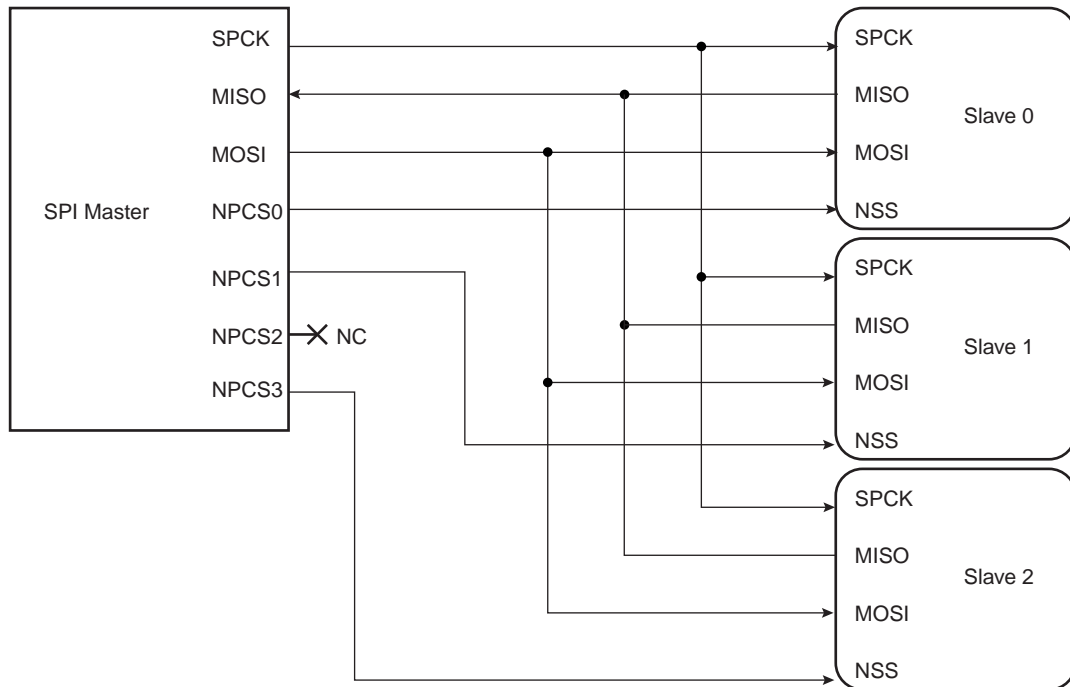 SPCK
MISO
MOSI
SPI Master
NPCS0
NPCS1
NPCS2
NC
NPCS3
SPCK
MISO
Slave 0
MOSI
NSS
SPCK
MISO
Slave 1
MOSI
NSS
SPCK
MISO
Slave 2
MOSI
NSS